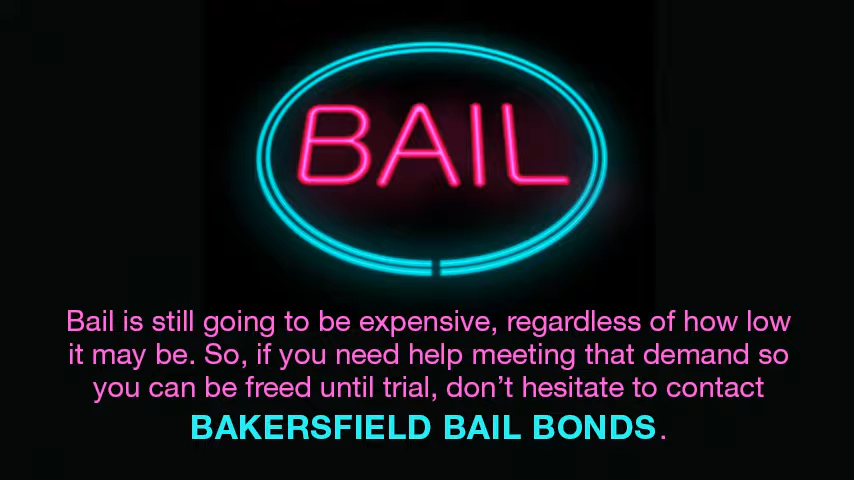 BAIL
Bail is still going to be expensive, regardless of how low
it may be. So, if you need help meeting that demand so
you can be freed until trial, don’t hesitate to contact
BAKERSFIELD BAIL BONDS.